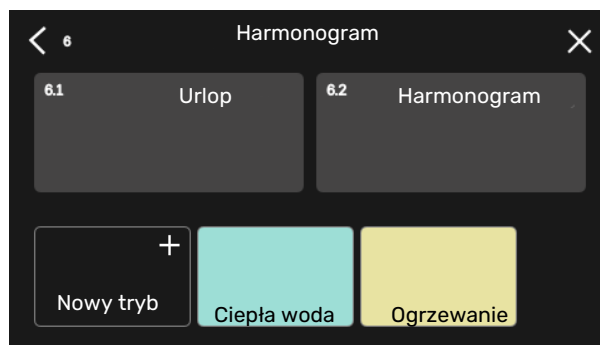 6 Harmonogram
6.1 Urlop
6.2 Harmonogram
Nowy tryb
Ciepła woda
Ogrzewanie